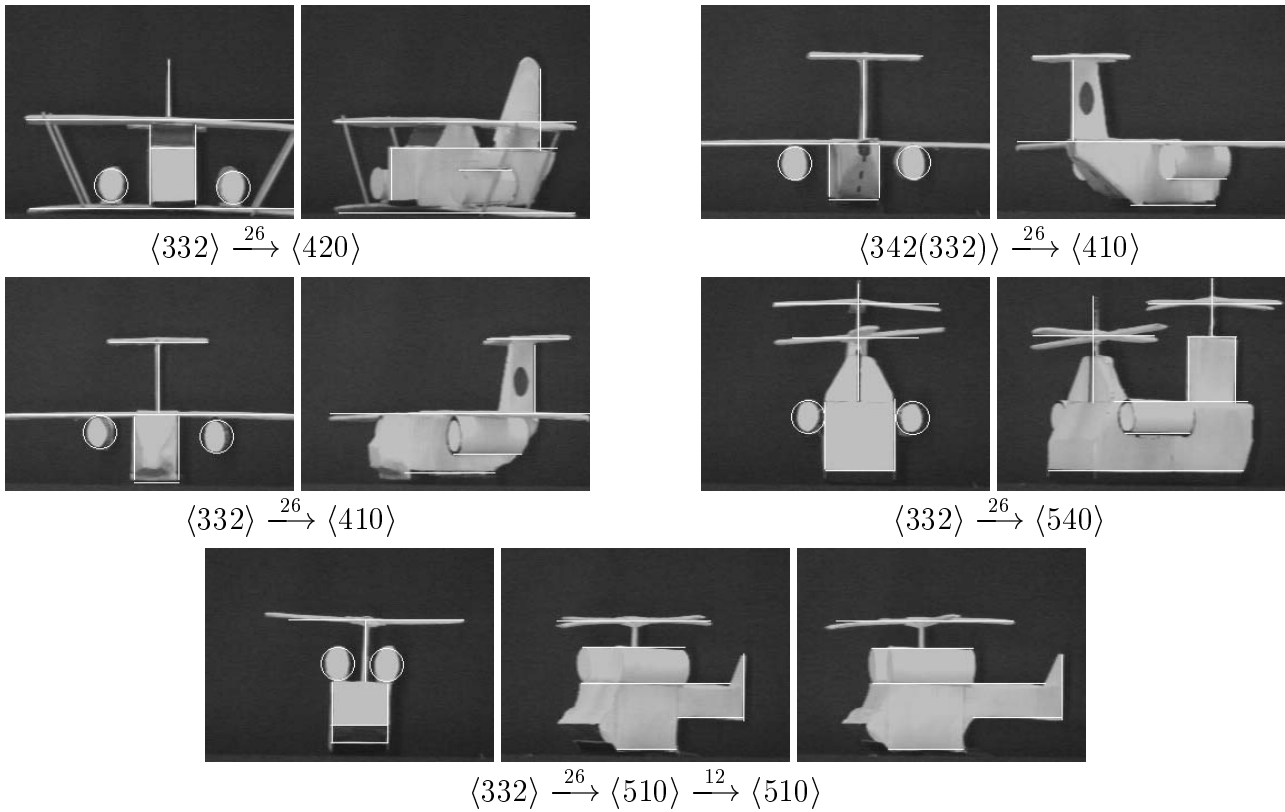 ⟨332⟩ —26→ ⟨420⟩
⟨342(332)⟩ —26→ ⟨410⟩
⟨332⟩ —26→ ⟨410⟩
⟨332⟩ —26→ ⟨540⟩
⟨332⟩ —26→ ⟨510⟩ —12→ ⟨510⟩